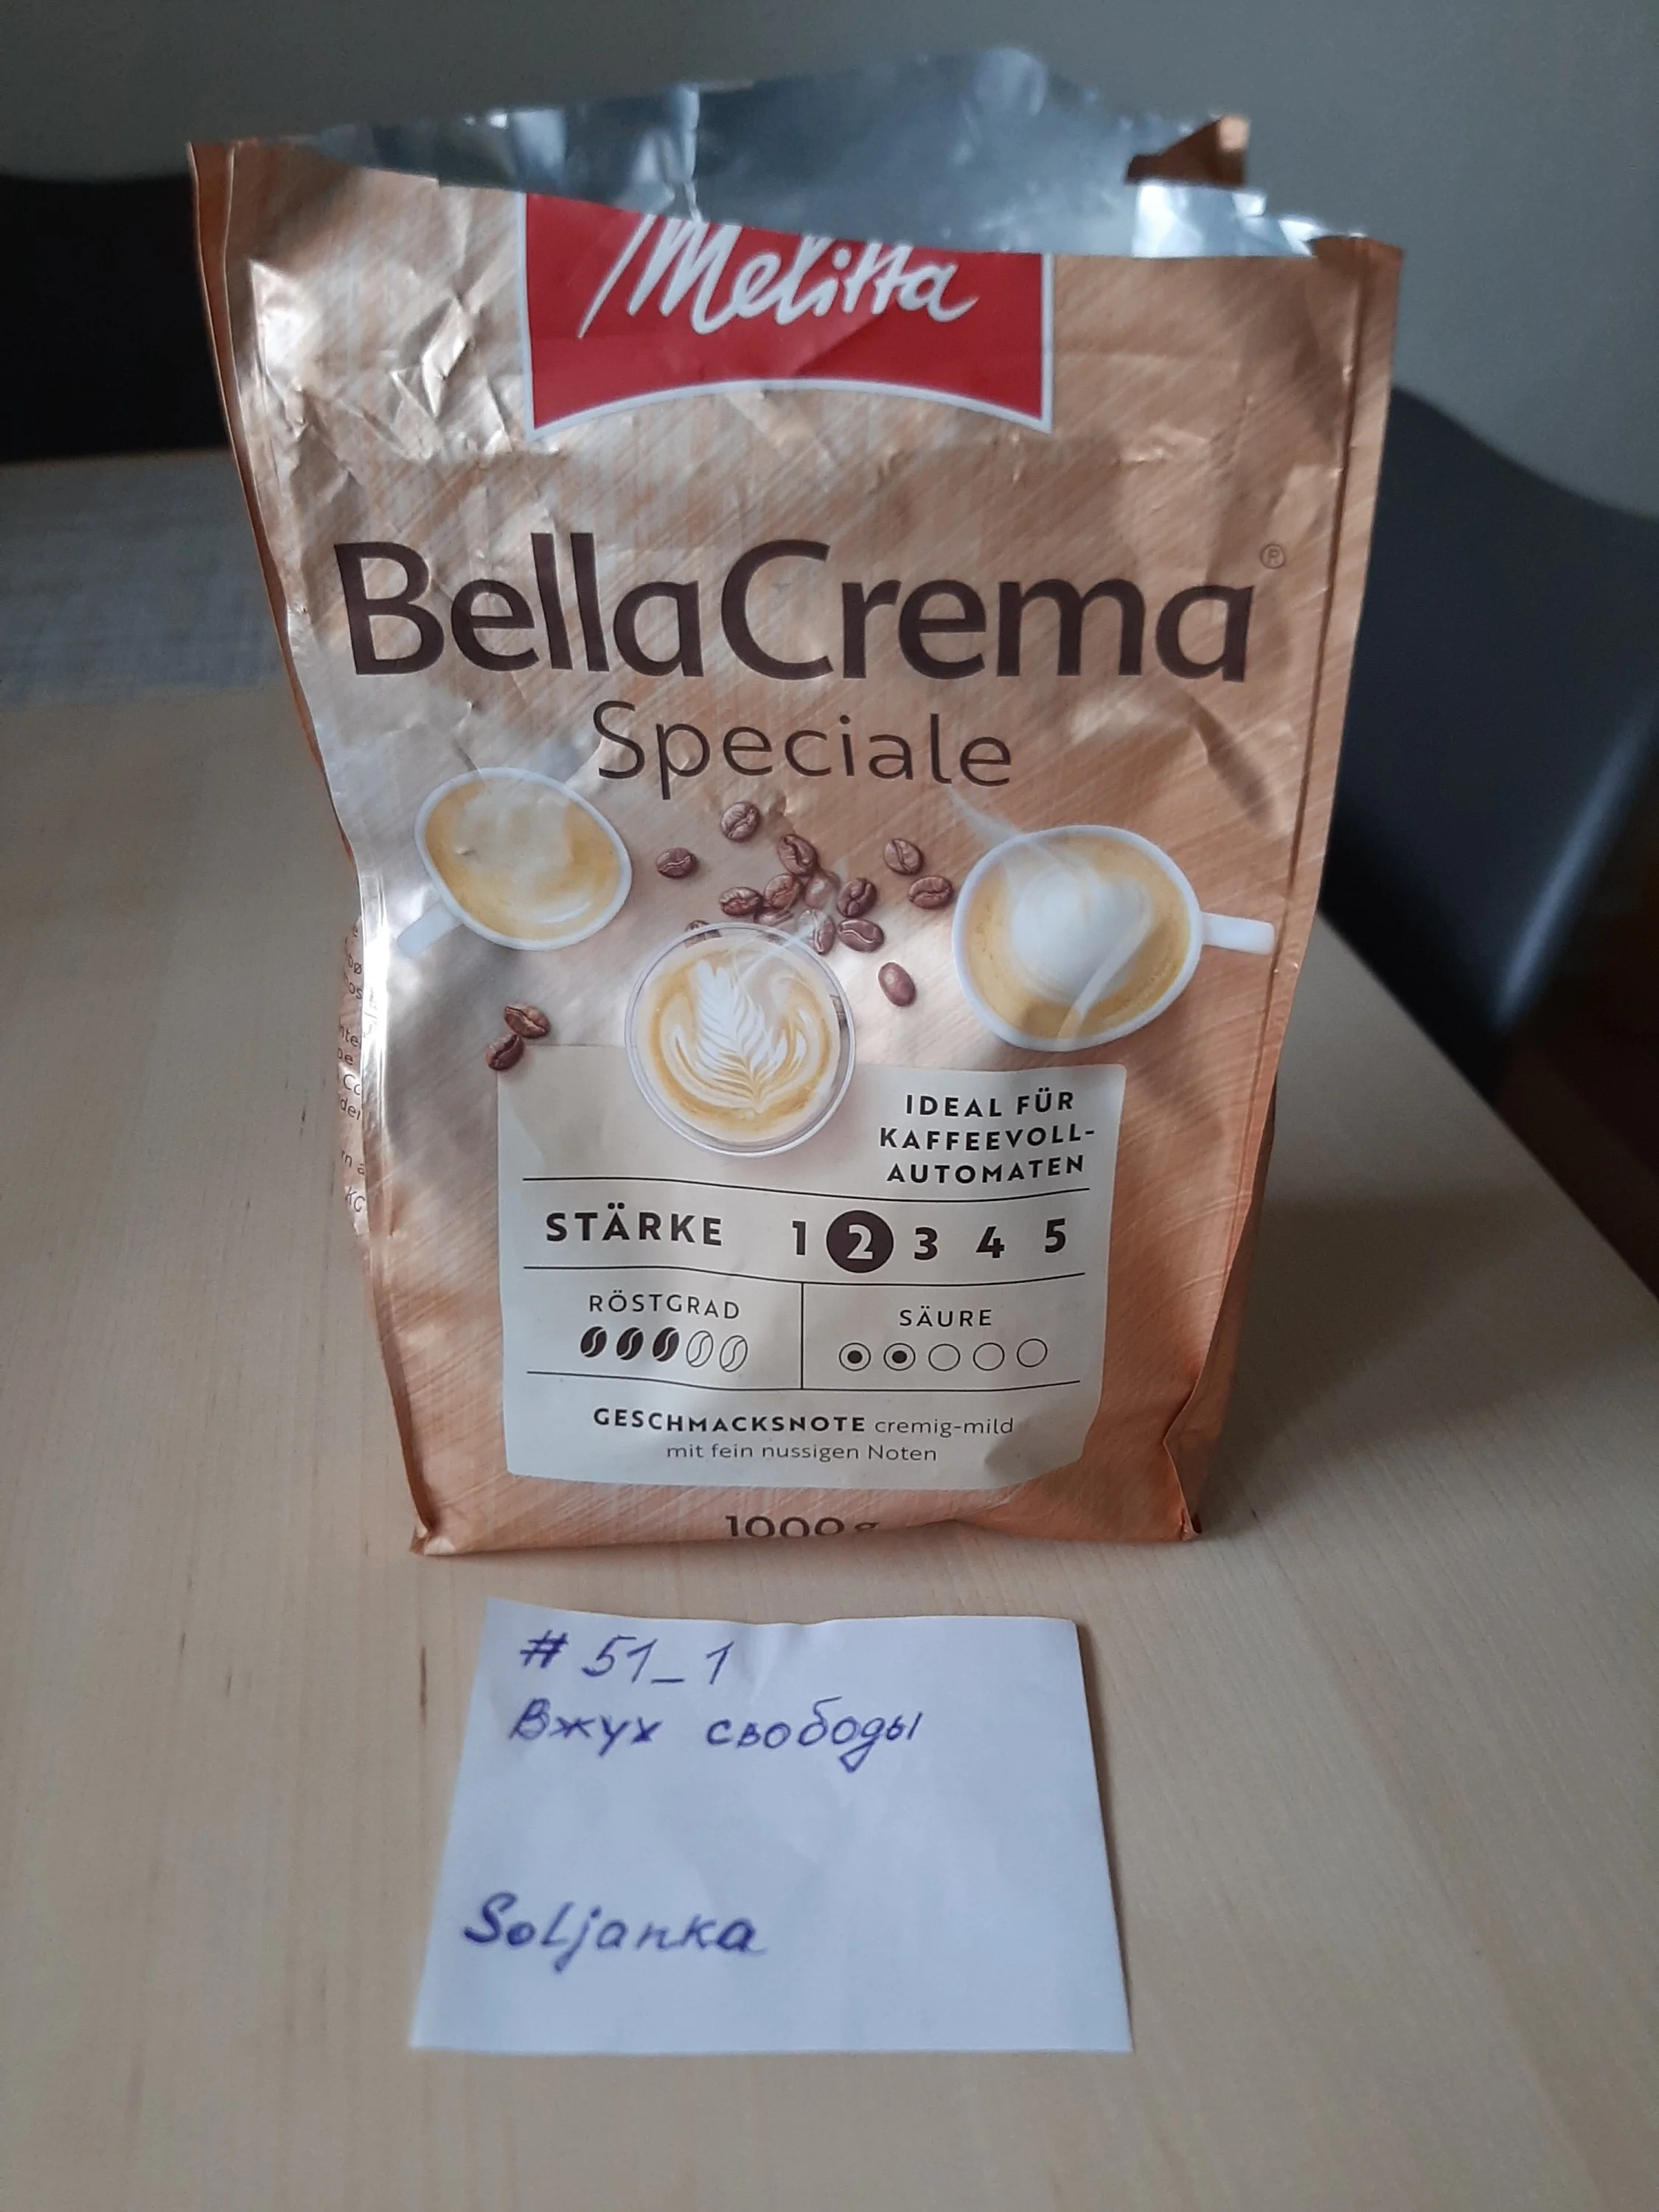 Melitta
BellaCrema®
Speciale
IDEAL FÜR
KAFFEEVOLL-
AUTOMATEN
STÄRKE 1 2 3 4 5
RÖSTGRAD
SÄURE
GESCHMACKSNOTE cremig-mild
mit fein nussigen Noten
1000 g
# 51_1
Вжух свободы
Soljanka